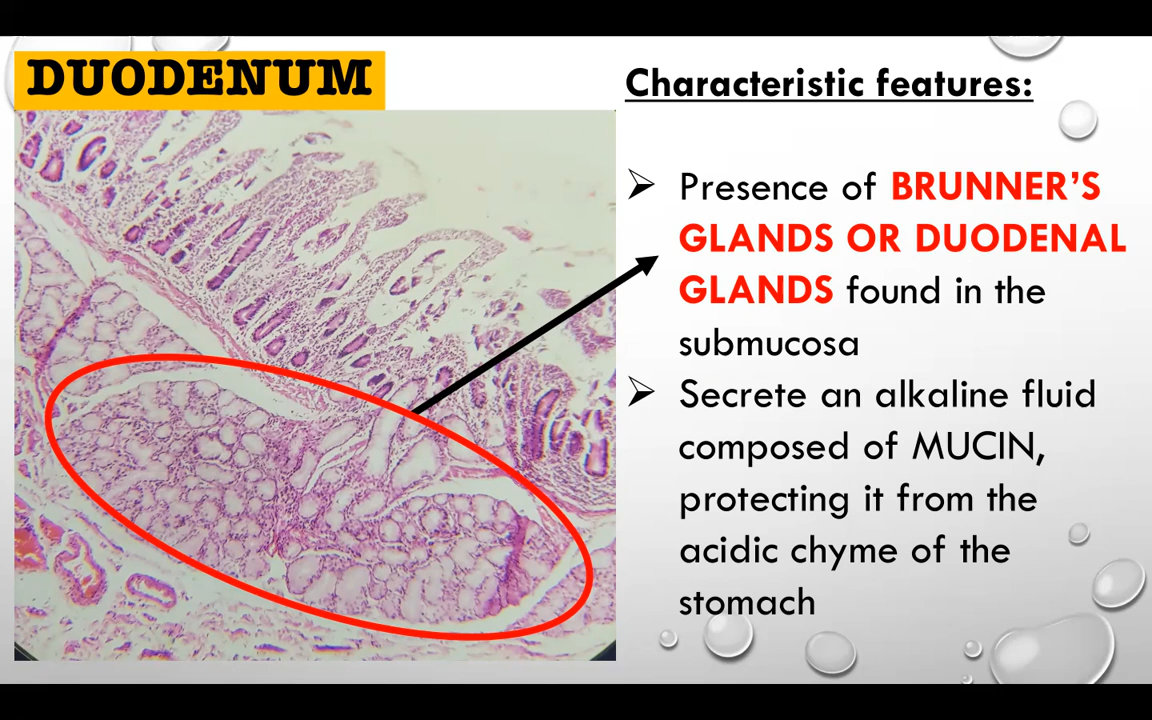 DUODENUM
Characteristic features:
Presence of BRUNNER’S
GLANDS OR DUODENAL
GLANDS found in the
submucosa
Secrete an alkaline fluid
composed of MUCIN,
protecting it from the
acidic chyme of the
stomach